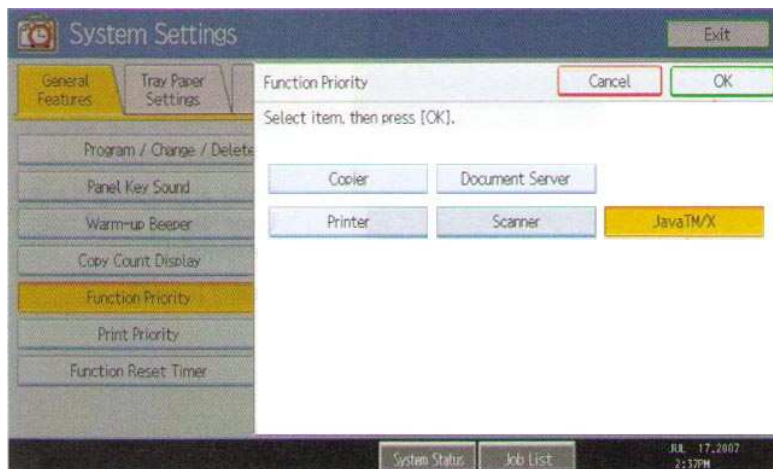 System Settings
Exit
General Features
Tray Paper Settings
Function Priority
Cancel
OK
Select item, then press [OK].
Program / Change / Delete
Panel Key Sound
Warm-up Beeper
Copy Count Display
Function Priority
Print Priority
Function Reset Timer
Copier
Document Server
Printer
Scanner
JavaTM/X
System Status
Job List
JUL 17,2007
2:37PM